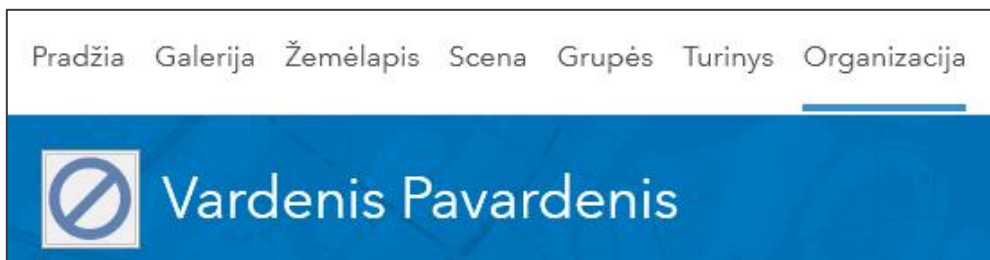 Pradžia Galerija Žemėlapis Scena Grupės Turinys Organizacija
Vardenis Pavardenis